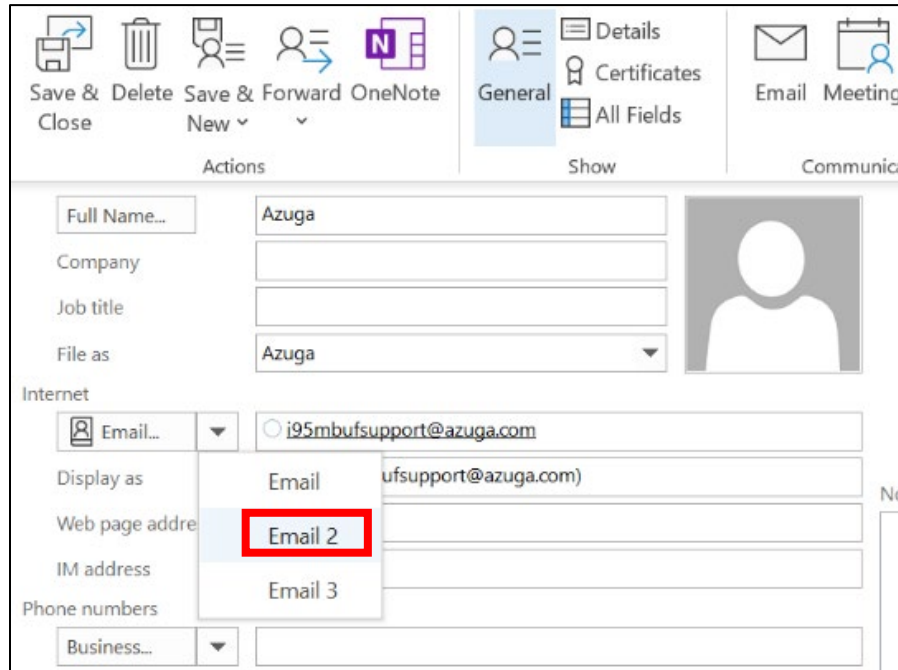 Save & Close
Delete
Save & New
Forward
OneNote
Actions
General
Details
Certificates
All Fields
Show
Email
Meeting
Communica
Full Name...
Azuga
Company
Job title
File as
Azuga
Internet
Email...
i95mbufsupport@azuga.com
Display as
ufsupport@azuga.com)
Email
Web page addre
Email 2
IM address
Email 3
No
Phone numbers
Business...